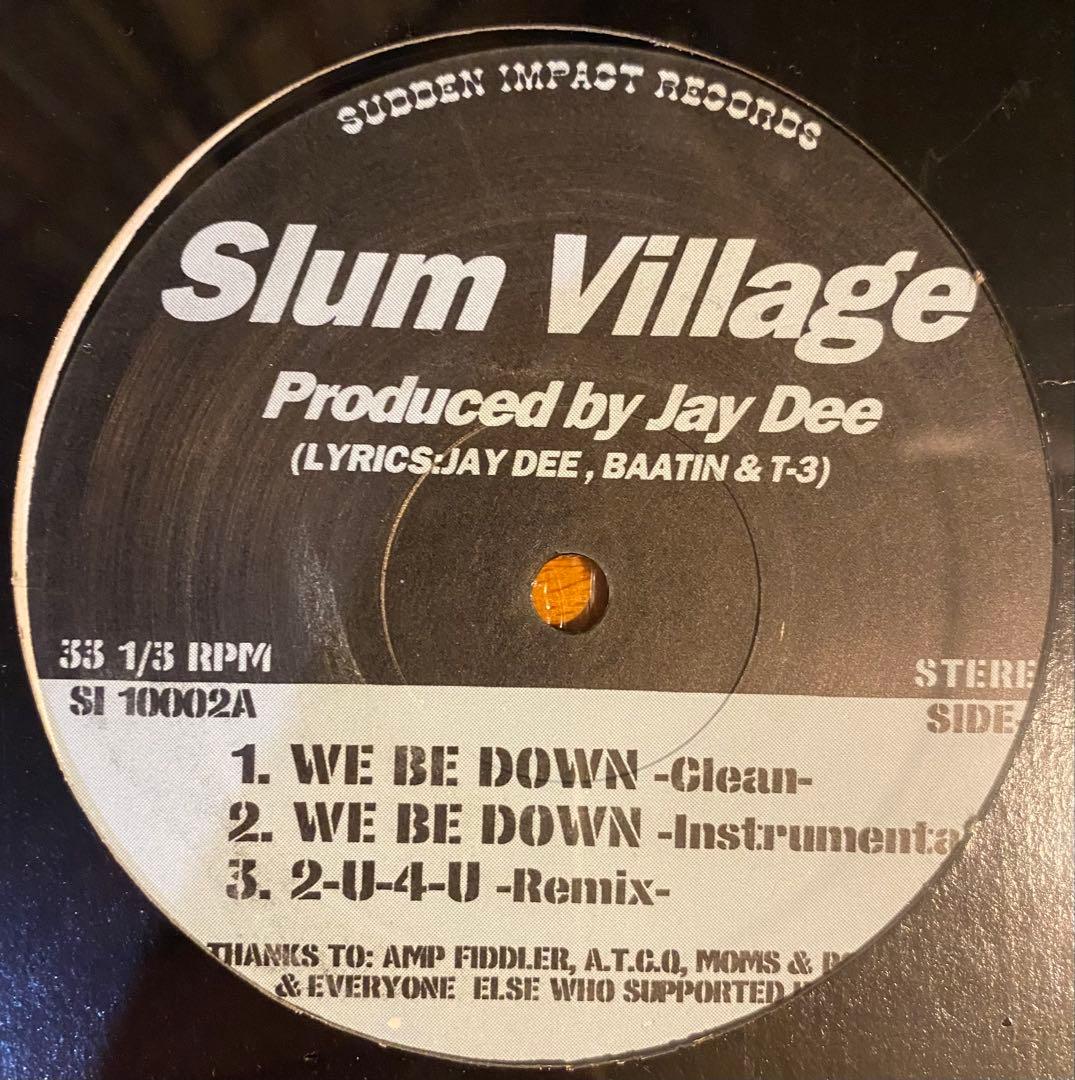 SUDDEN IMPACT RECORDS
Slum Village
Produced by Jay Dee
(LYRICS:JAY DEE, BAATIN & T-3)
33 1/3 RPM
STERE
SI 10002A
SIDE
1. WE BE DOWN -Clean-
2. WE BE DOWN -Instrumental
3. 2-U-4-U -Remix-
THANKS TO: AMP FIDDLER, A.T.C.Q, MOMS &
& EVERYONE ELSE WHO SUPPORTED